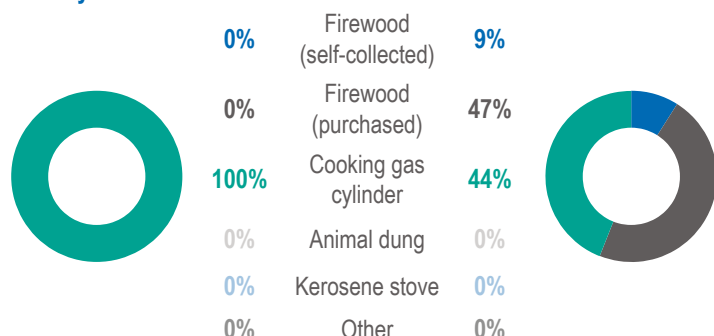 0% Firewood 9%
(self-collected)
0% Firewood 47%
(purchased)
100% Cooking gas 44%
cylinder
0% Animal dung 0%
0% Kerosene stove 0%
0% Other 0%